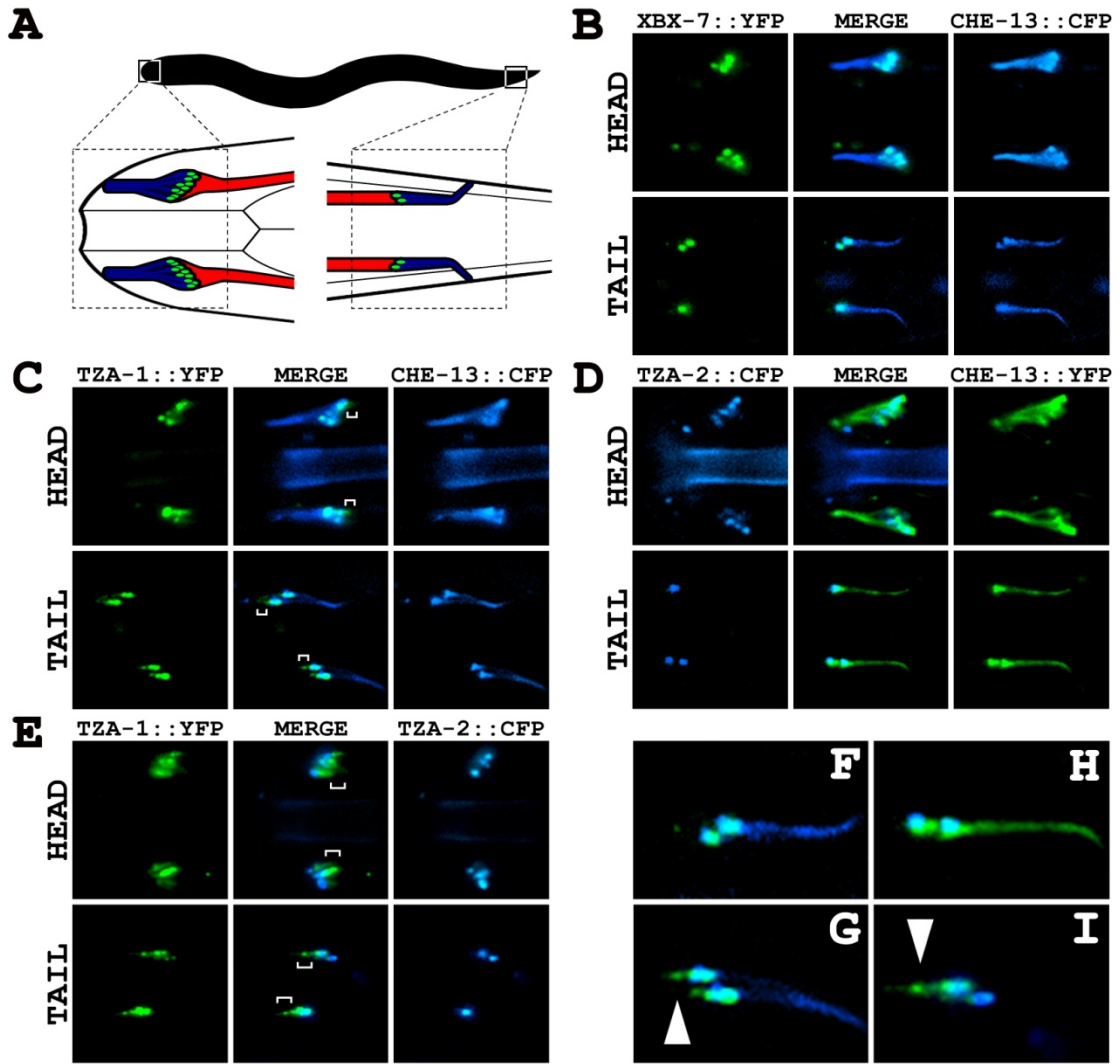 A
B
XBX-7::YFP MERGE CHE-13::CFP
HEAD
TAIL
C
TZA-1::YFP MERGE CHE-13::CFP
HEAD
TAIL
D
TZA-2::CFP MERGE CHE-13::YFP
HEAD
TAIL
E
TZA-1::YFP MERGE TZA-2::CFP
HEAD
TAIL
F
H
G
I